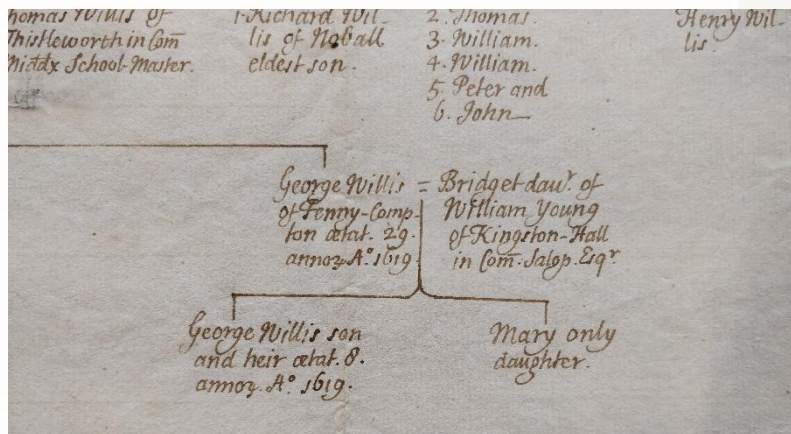 Thomas Willis of
Thistleworth in Com̃
Middx School-Master.
1. Richard Wil-
lis of Noball
eldest son.
2. Thomas.
3. William.
4. William.
5. Peter and
6. John
Henry Wil-
lis.
George Willis = Bridget dauʳ. of
of Fenny-Comp-
ton ætat. 29.
annoꝝ Aº. 1619
William Young
of Kingston-Hall
in Com̃. Salop. Esqʳ
George Willis son
and heir ætat. 8.
annoꝝ. Aº. 1619.
Mary only
daughter.